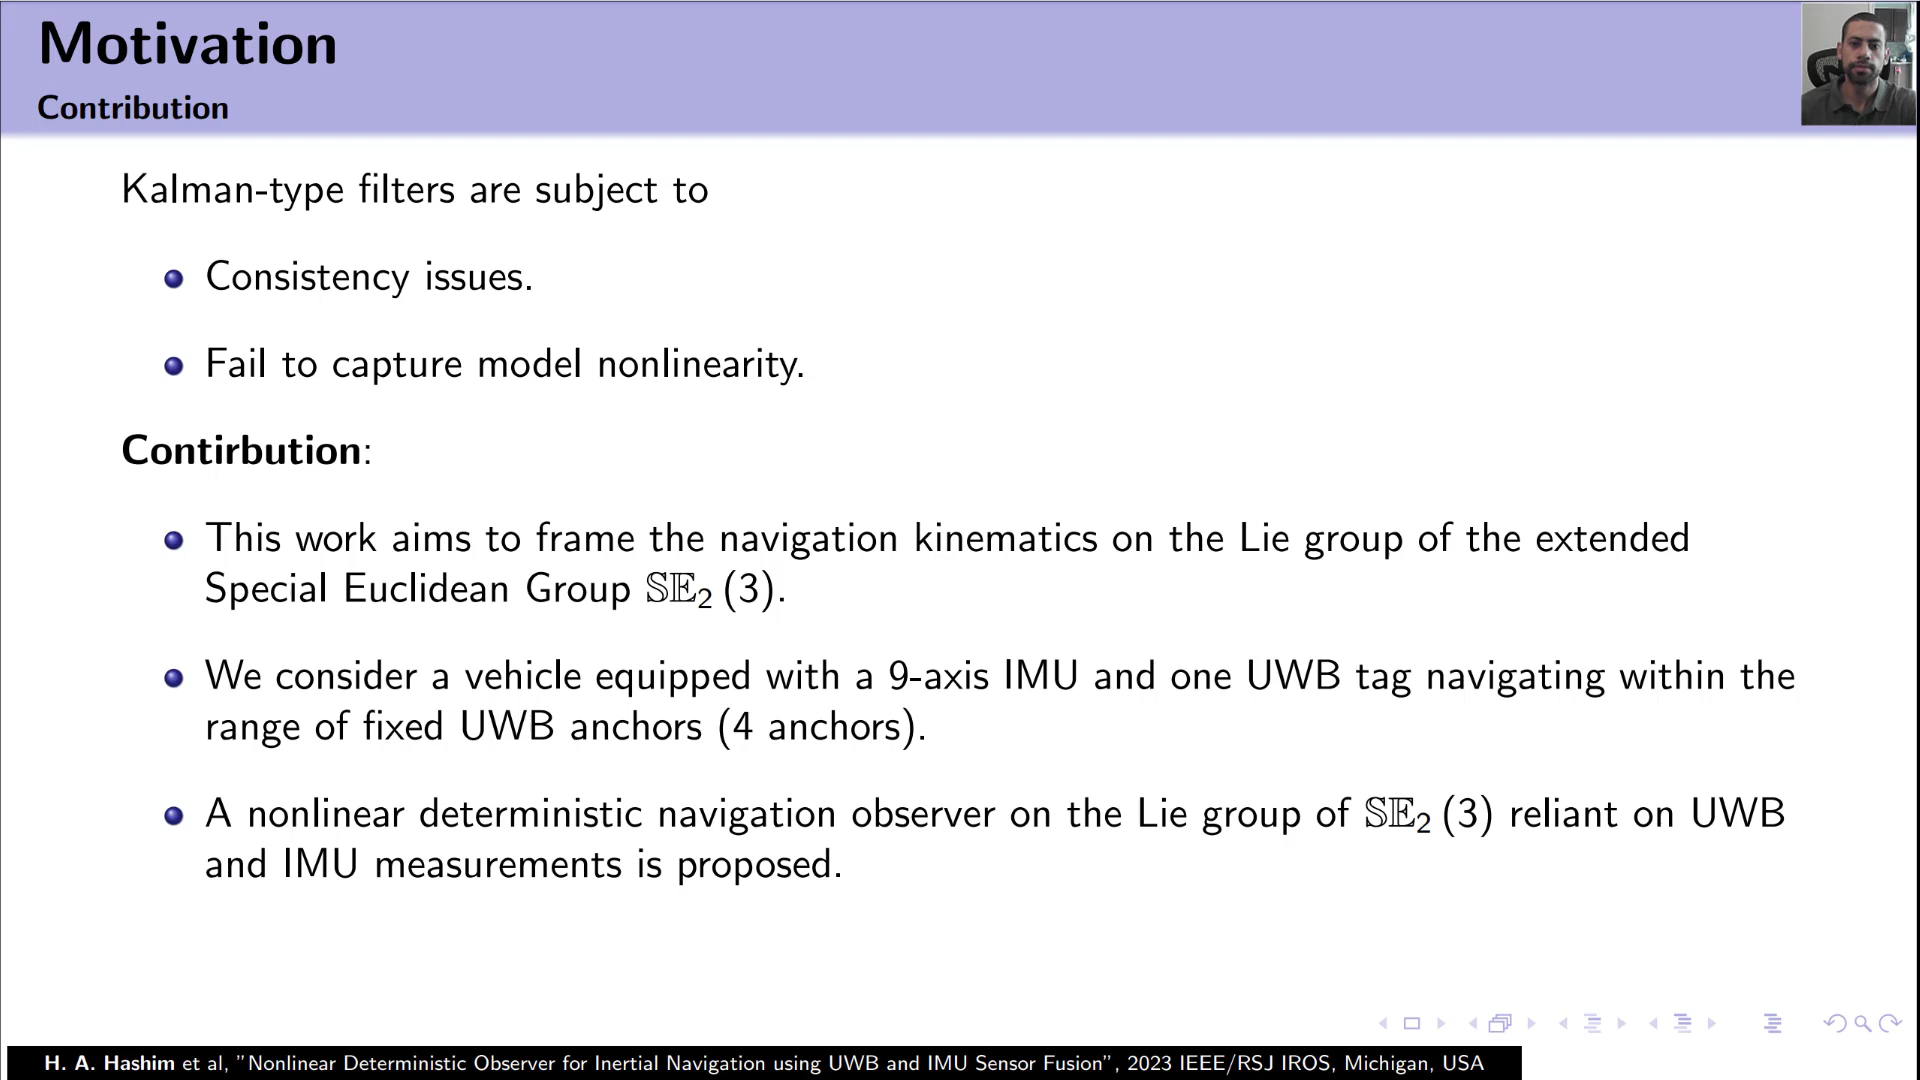 Motivation
Contribution
Kalman-type filters are subject to
Consistency issues.
Fail to capture model nonlinearity.
Contirbution:
This work aims to frame the navigation kinematics on the Lie group of the extended
Special Euclidean Group 𝕊𝔼₂ (3).
We consider a vehicle equipped with a 9-axis IMU and one UWB tag navigating within the
range of fixed UWB anchors (4 anchors).
A nonlinear deterministic navigation observer on the Lie group of 𝕊𝔼₂ (3) reliant on UWB
and IMU measurements is proposed.
H. A. Hashim et al, "Nonlinear Deterministic Observer for Inertial Navigation using UWB and IMU Sensor Fusion", 2023 IEEE/RSJ IROS, Michigan, USA